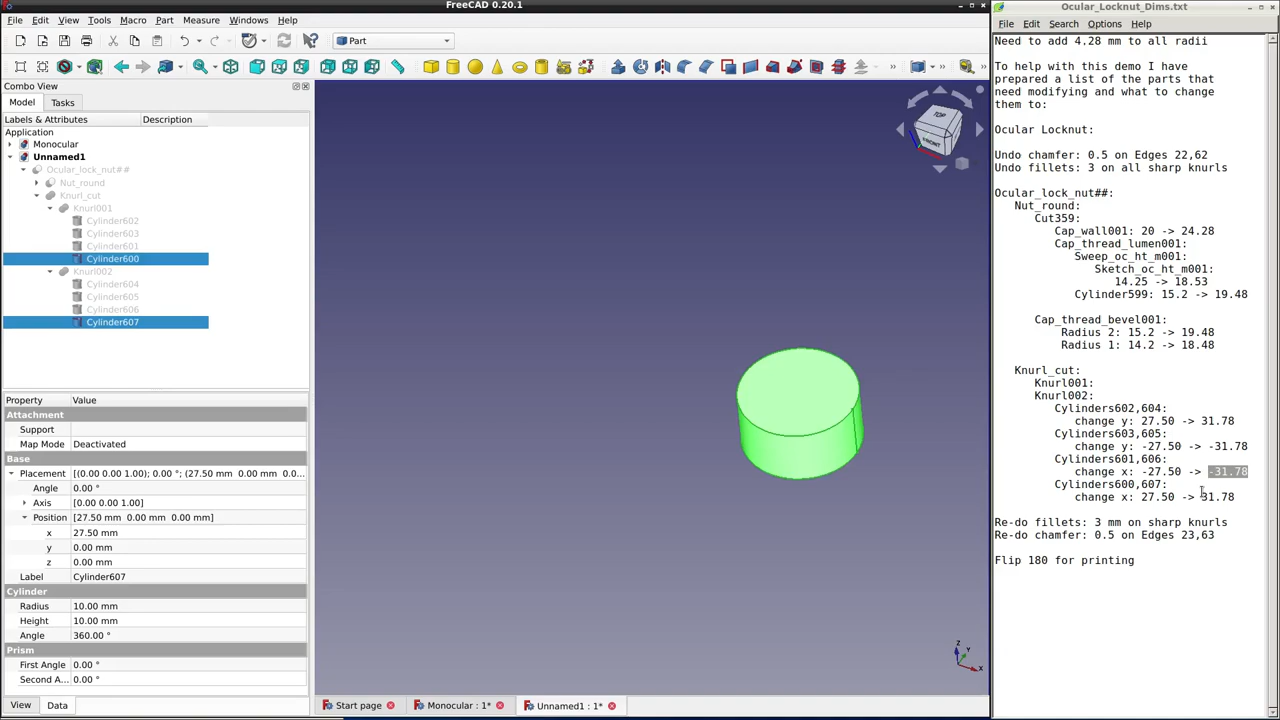 FreeCAD 0.20.1
File Edit View Tools Macro Part Measure Windows Help
Part
Combo View
Model Tasks
Labels & Attributes Description
Application
Monocular
Unnamed1
Ocular_lock_nut##
Nut_round
Knurl_cut
Knurl001
Cylinder602
Cylinder603
Cylinder601
Cylinder600
Knurl002
Cylinder604
Cylinder605
Cylinder606
Cylinder607
Property Value
Attachment
Support
Map Mode Deactivated
Base
Placement [(0.00 0.00 1.00); 0.00 °; (27.50 mm 0.00 mm 0.0...
Angle 0.00 °
Axis [0.00 0.00 1.00]
Position [27.50 mm 0.00 mm 0.00 mm]
x 27.50 mm
y 0.00 mm
z 0.00 mm
Label Cylinder607
Cylinder
Radius 10.00 mm
Height 10.00 mm
Angle 360.00 °
Prism
First Angle 0.00 °
Second A... 0.00 °
View Data
TOP
FRONT
Z
Y
X
Start page Monocular : 1* Unnamed1 : 1*
Ocular_Locknut_Dims.txt
File Edit Search Options Help
Need to add 4.28 mm to all radii
To help with this demo I have
prepared a list of the parts that
need modifying and what to change
them to:
Ocular Locknut:
Undo chamfer: 0.5 on Edges 22,62
Undo fillets: 3 on all sharp knurls
Ocular_lock_nut##:
Nut_round:
Cut359:
Cap_wall001: 20 -> 24.28
Cap_thread_lumen001:
Sweep_oc_ht_m001:
Sketch_oc_ht_m001:
14.25 -> 18.53
Cylinder599: 15.2 -> 19.48
Cap_thread_bevel001:
Radius 2: 15.2 -> 19.48
Radius 1: 14.2 -> 18.48
Knurl_cut:
Knurl001:
Knurl002:
Cylinders602,604:
change y: 27.50 -> 31.78
Cylinders603,605:
change y: -27.50 -> -31.78
Cylinders601,606:
change x: -27.50 -> -31.78
Cylinders600,607:
change x: 27.50 -> 31.78
Re-do fillets: 3 mm on sharp knurls
Re-do chamfer: 0.5 on Edges 23,63
Flip 180 for printing